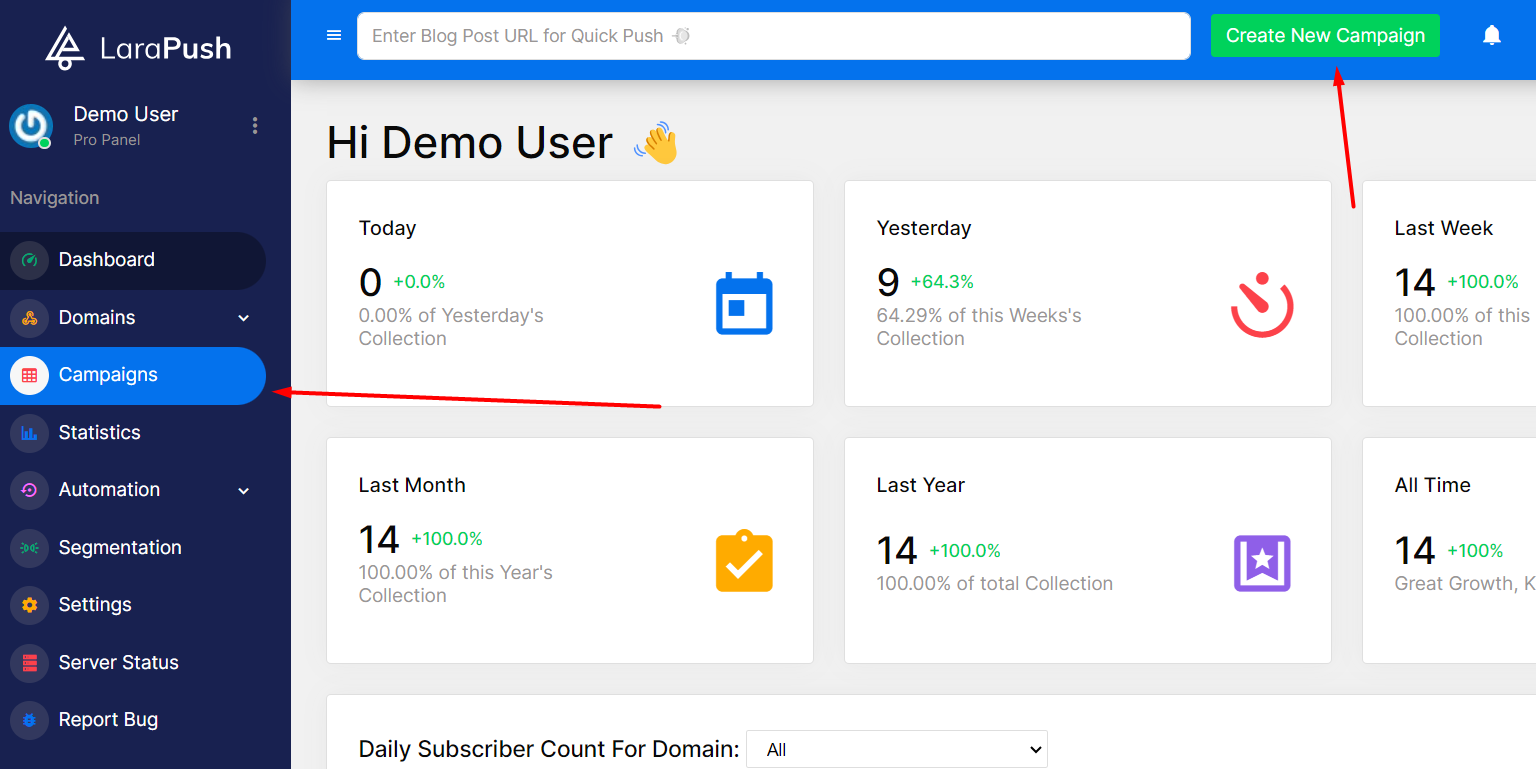 LaraPush
Demo User
Pro Panel
Navigation
Dashboard
Domains
Campaigns
Statistics
Automation
Segmentation
Settings
Server Status
Report Bug
Enter Blog Post URL for Quick Push
Create New Campaign
Hi Demo User
Today
0 +0.0%
0.00% of Yesterday's
Collection
Yesterday
9 +64.3%
64.29% of this Weeks's
Collection
Last Week
14 +100.0%
100.00% of this
Collection
Last Month
14 +100.0%
100.00% of this Year's
Collection
Last Year
14 +100.0%
100.00% of total Collection
All Time
14 +100%
Great Growth, K
Daily Subscriber Count For Domain: All